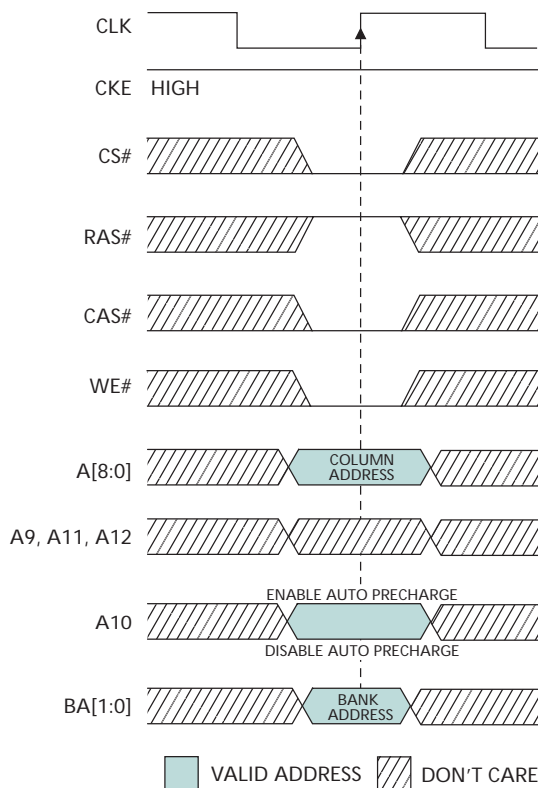 CLK
CKE HIGH
CS#
RAS#
CAS#
WE#
A[8:0] COLUMN
ADDRESS
A9, A11, A12
ENABLE AUTO PRECHARGE
A10
DISABLE AUTO PRECHARGE
BA[1:0] BANK
ADDRESS
VALID ADDRESS DON'T CARE